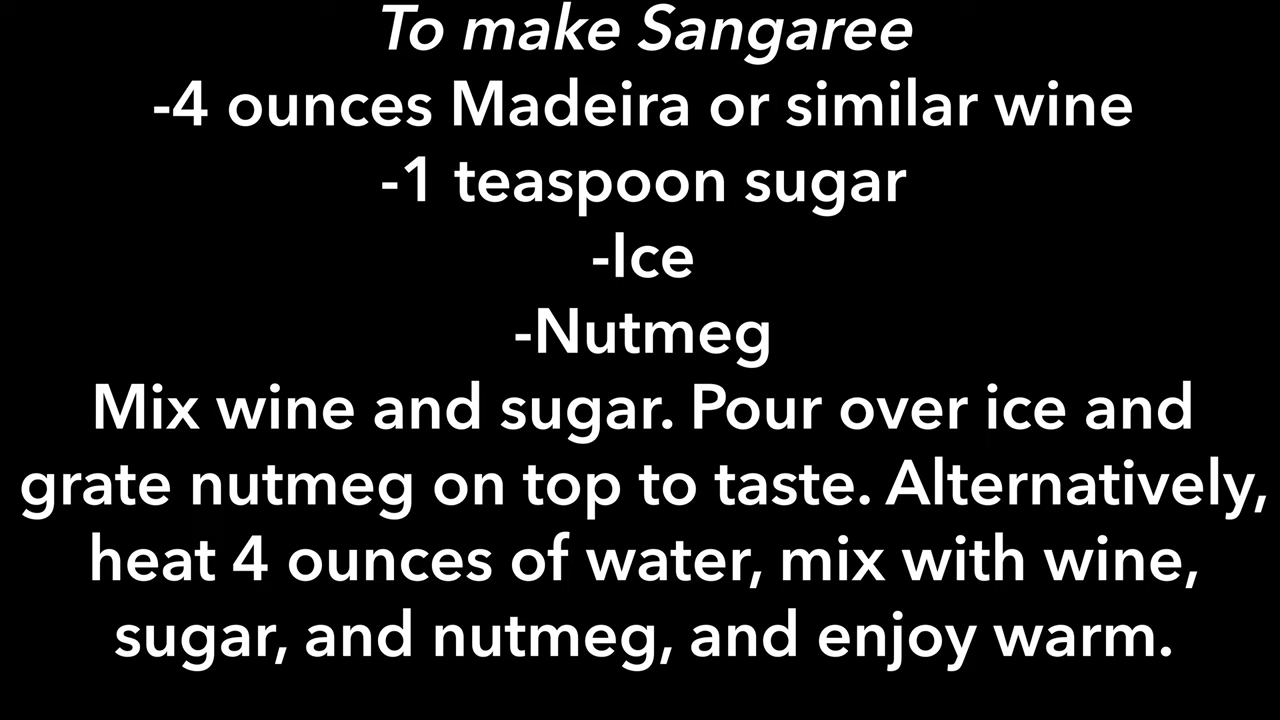 To make Sangaree
-4 ounces Madeira or similar wine
-1 teaspoon sugar
-Ice
-Nutmeg
Mix wine and sugar. Pour over ice and
grate nutmeg on top to taste. Alternatively,
heat 4 ounces of water, mix with wine,
sugar, and nutmeg, and enjoy warm.